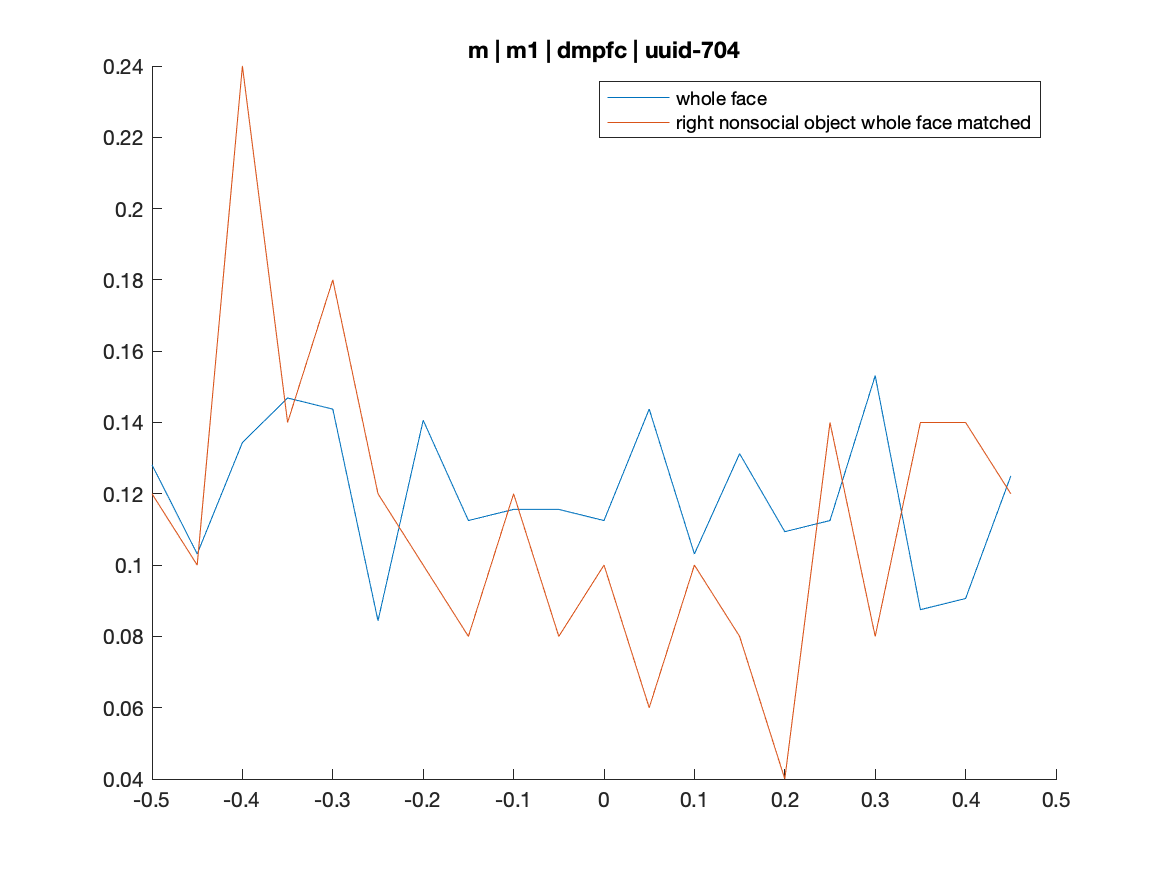 m | m1 | dmpfc | uuid-704
whole face
right nonsocial object whole face matched
0.24
0.22
0.2
0.18
0.16
0.14
0.12
0.1
0.08
0.06
0.04
-0.5 -0.4 -0.3 -0.2 -0.1 0 0.1 0.2 0.3 0.4 0.5